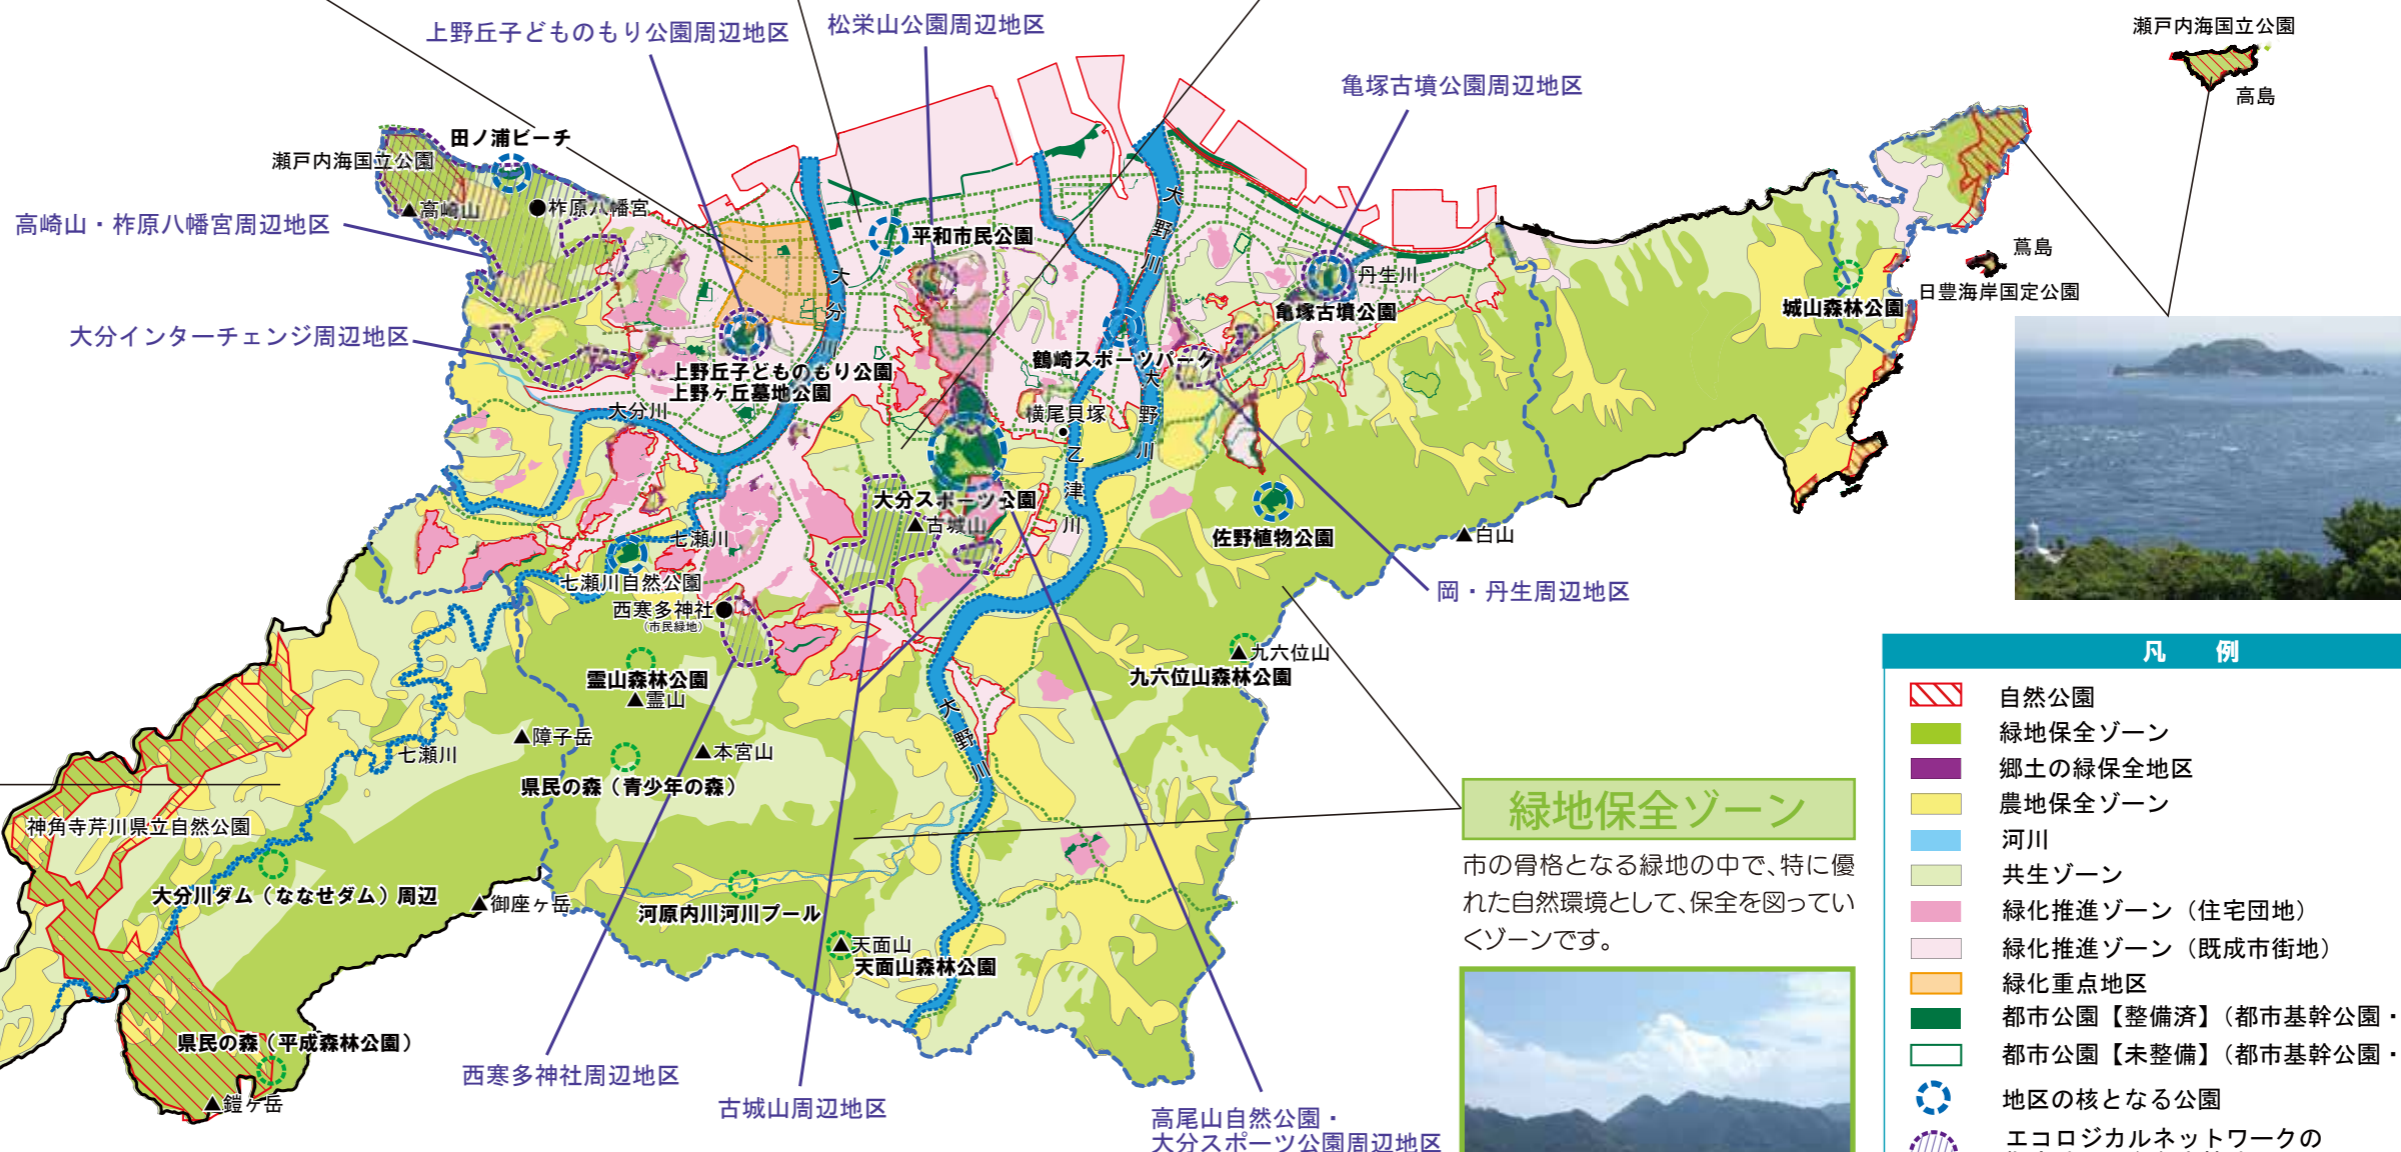 上野丘子どものもり公園周辺地区
松栄山公園周辺地区
瀬戸内海国立公園
高島
亀塚古墳公園周辺地区
田ノ浦ビーチ
瀬戸内海国立公園
▲高崎山
●柞原八幡宮
高崎山・柞原八幡宮周辺地区
平和市民公園
大野川
大分川
丹生川
蔦島
日豊海岸国定公園
城山森林公園
亀塚古墳公園
大分インターチェンジ周辺地区
鶴崎スポーツパーク
上野丘子どものもり公園
上野ヶ丘墓地公園
大分川
横尾貝塚
大野川
乙津川
大分スポーツ公園
▲古城山
七瀬川
佐野植物公園
▲白山
七瀬川自然公園
西寒多神社●
(市民緑地)
岡・丹生周辺地区
▲九六位山
九六位山森林公園
霊山森林公園
▲霊山
▲障子岳
▲本宮山
大野川
七瀬川
県民の森（青少年の森）
神角寺芹川県立自然公園
大分川ダム（ななせダム）周辺
▲御座ヶ岳
河原内川河川プール
▲天面山
天面山森林公園
県民の森（平成森林公園）
▲鎧ヶ岳
西寒多神社周辺地区
古城山周辺地区
高尾山自然公園・
大分スポーツ公園周辺地区
緑地保全ゾーン
市の骨格となる緑地の中で、特に優
れた自然環境として、保全を図ってい
くゾーンです。
凡　例
自然公園
緑地保全ゾーン
郷土の緑保全地区
農地保全ゾーン
河川
共生ゾーン
緑化推進ゾーン（住宅団地）
緑化推進ゾーン（既成市街地）
緑化重点地区
都市公園【整備済】（都市基幹公園・
都市公園【未整備】（都市基幹公園・
地区の核となる公園
エコロジカルネットワークの